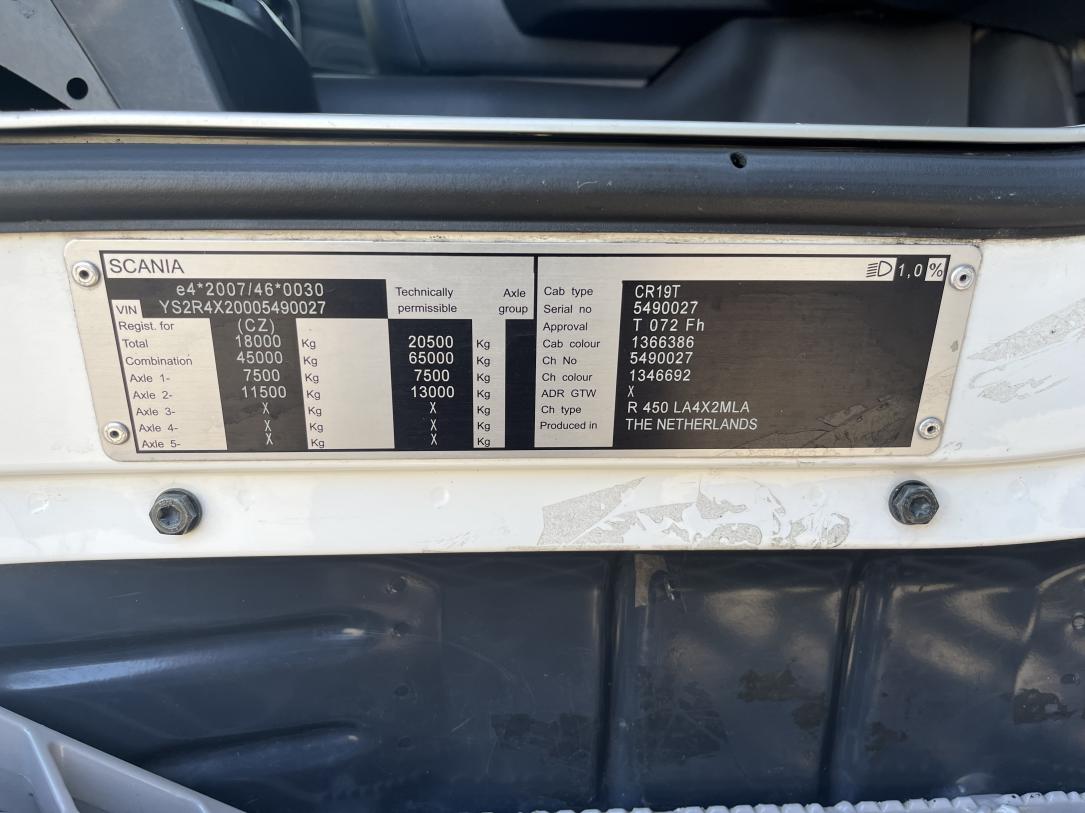 SCANIA
1,0 %
e4*2007/46*0030
VIN YS2R4X20005490027
Technically permissible
Axle group
Regist. for (CZ)
Total 18000 Kg 20500 Kg
Combination 45000 Kg 65000 Kg
Axle 1- 7500 Kg 7500 Kg
Axle 2- 11500 Kg 13000 Kg
Axle 3- X Kg X Kg
Axle 4- X Kg X Kg
Axle 5- X Kg X Kg
Cab type CR19T
Serial no 5490027
Approval T 072 Fh
Cab colour 1366386
Ch No 5490027
Ch colour 1346692
ADR GTW X
Ch type R 450 LA4X2MLA
Produced in THE NETHERLANDS